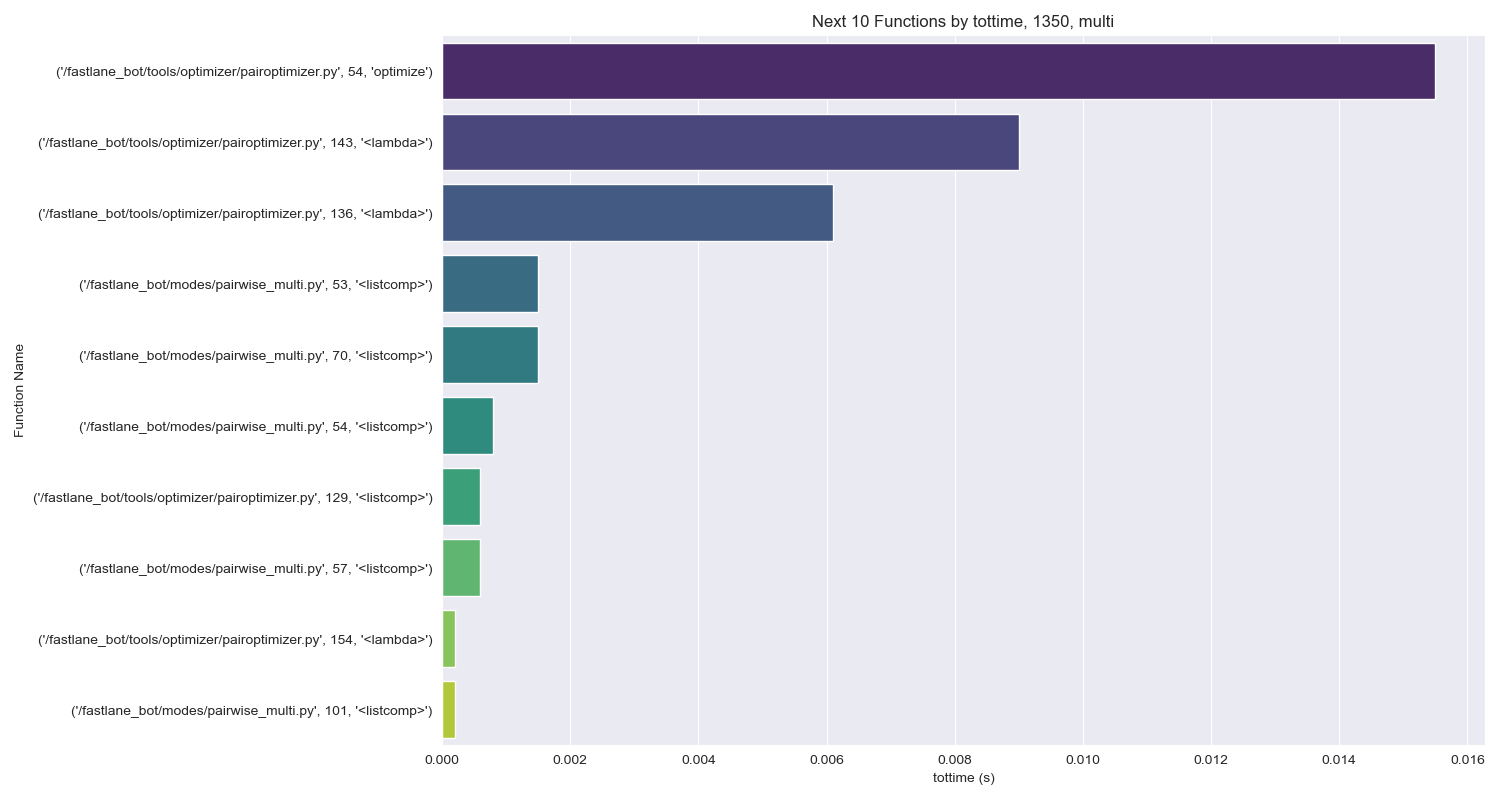 Next 10 Functions by tottime, 1350, multi
Function Name
('/fastlane_bot/tools/optimizer/pairoptimizer.py', 54, 'optimize')
('/fastlane_bot/tools/optimizer/pairoptimizer.py', 143, '<lambda>')
('/fastlane_bot/tools/optimizer/pairoptimizer.py', 136, '<lambda>')
('/fastlane_bot/modes/pairwise_multi.py', 53, '<listcomp>')
('/fastlane_bot/modes/pairwise_multi.py', 70, '<listcomp>')
('/fastlane_bot/modes/pairwise_multi.py', 54, '<listcomp>')
('/fastlane_bot/tools/optimizer/pairoptimizer.py', 129, '<listcomp>')
('/fastlane_bot/modes/pairwise_multi.py', 57, '<listcomp>')
('/fastlane_bot/tools/optimizer/pairoptimizer.py', 154, '<lambda>')
('/fastlane_bot/modes/pairwise_multi.py', 101, '<listcomp>')
0.000 0.002 0.004 0.006 0.008 0.010 0.012 0.014 0.016
tottime (s)